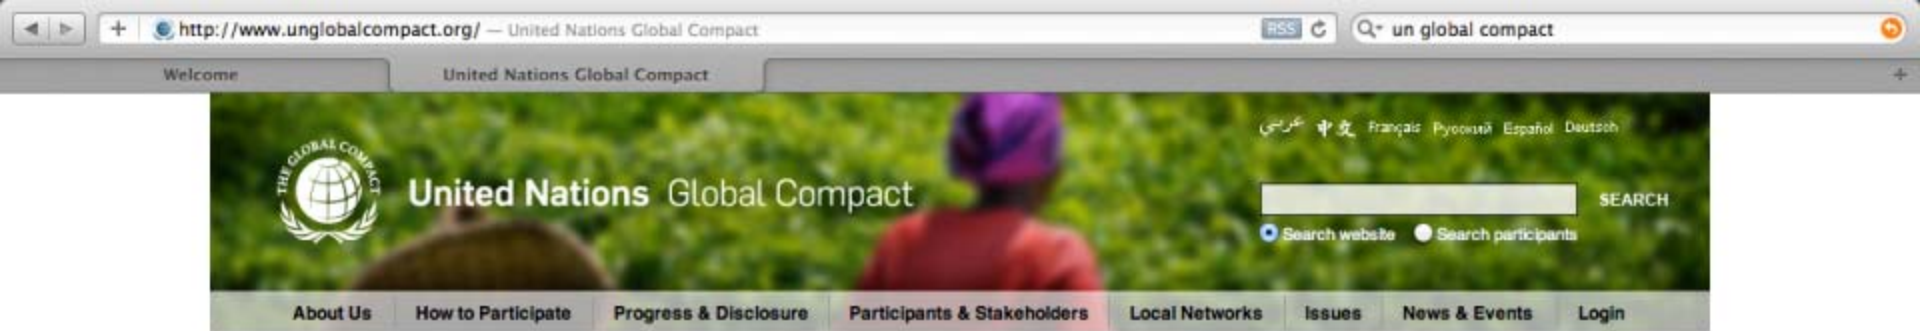 http://www.unglobalcompact.org/ — United Nations Global Compact
RSS
un global compact
Welcome
United Nations Global Compact
عربي 中文 Français Русский Español Deutsch
THE GLOBAL COMPACT
United Nations Global Compact
SEARCH
Search website Search participants
About Us How to Participate Progress & Disclosure Participants & Stakeholders Local Networks Issues News & Events Login